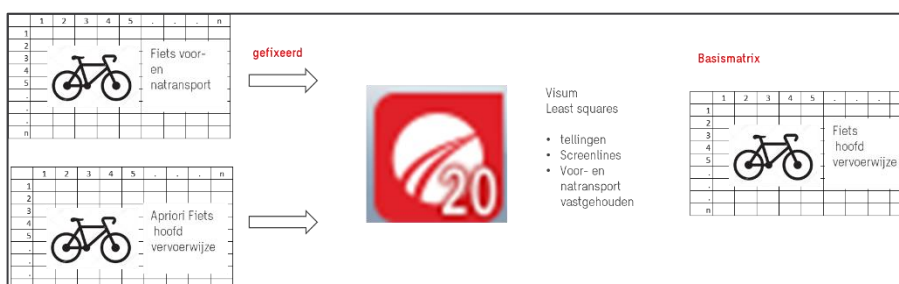 1 2 3 4 5 . . . n
1
2
3
4
5
.
.
n
Fiets voor-
en
natransport
gefixeerd
1 2 3 4 5 . . . n
1
2
3
4
5
.
.
Apriori Fiets
hoofd
vervoerwijze
20
Visum
Least squares
• tellingen
• Screenlines
• Voor- en
natransport
vastgehouden
Basismatrix
1 2 3 4 5 . . .
1
2
3
4
5
.
.
n
Fiets
hoofd
vervoerwijze